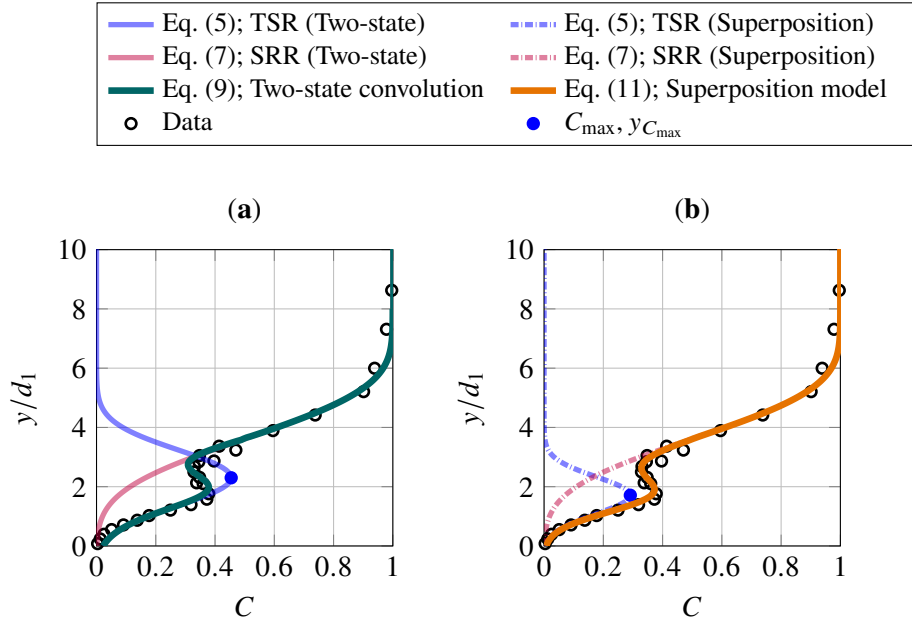 Eq. (5); TSR (Two-state) Eq. (5); TSR (Superposition)
Eq. (7); SRR (Two-state) Eq. (7); SRR (Superposition)
Eq. (9); Two-state convolution Eq. (11); Superposition model
Data C_max, y_C_max
(a) (b)
10 10
8 8
6 6
4 4
2 2
0 0
y/d_1 y/d_1
0 0.2 0.4 0.6 0.8 1 0 0.2 0.4 0.6 0.8 1
C C